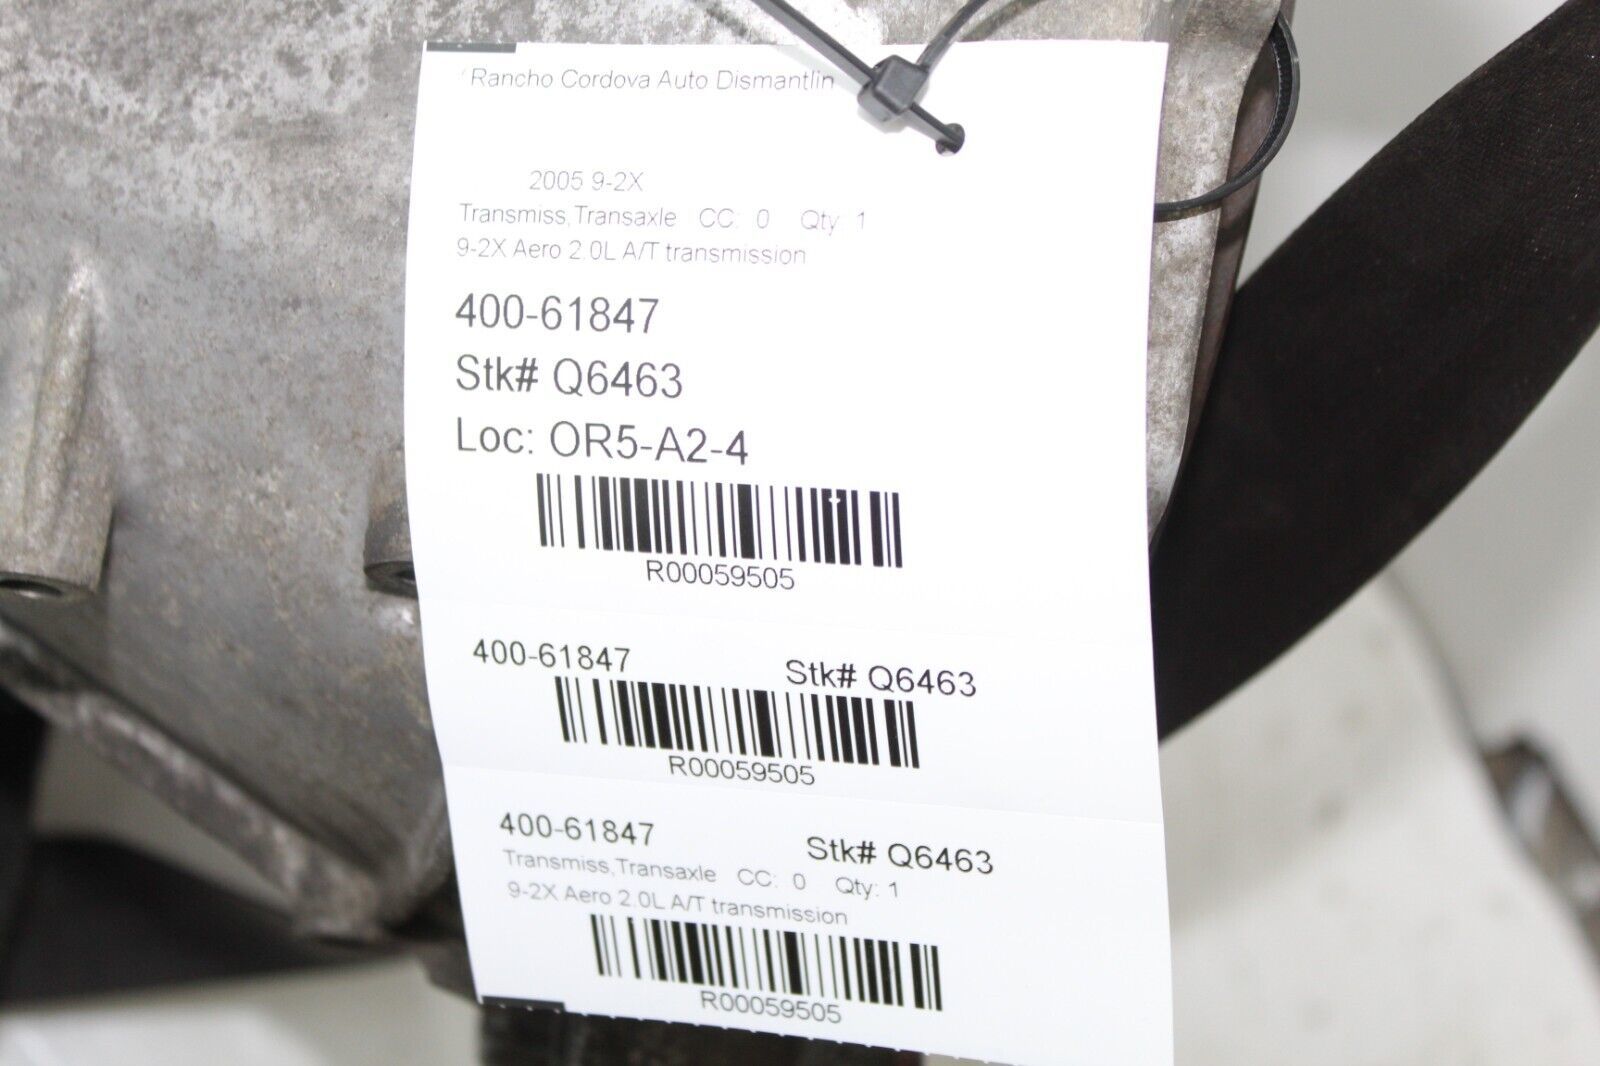 Rancho Cordova Auto Dismantlin
2005 9-2X
Transmiss,Transaxle CC: 0 Qty: 1
9-2X Aero 2.0L A/T transmission
400-61847
Stk# Q6463
Loc: OR5-A2-4
R00059505
400-61847 Stk# Q6463
R00059505
400-61847 Stk# Q6463
Transmiss,Transaxle CC: 0 Qty: 1
9-2X Aero 2.0L A/T transmission
R00059505